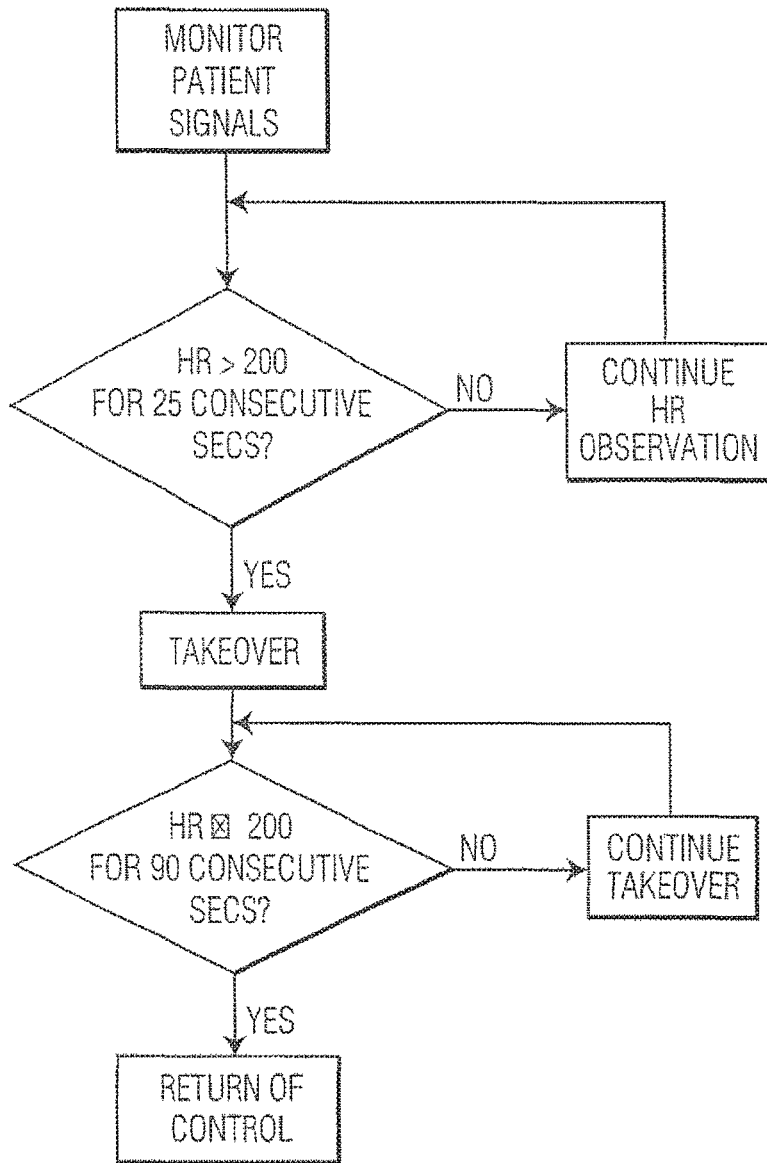 MONITOR
PATIENT
SIGNALS
HR > 200
FOR 25 CONSECUTIVE
SECS?
NO
CONTINUE
HR
OBSERVATION
YES
TAKEOVER
HR ☒ 200
FOR 90 CONSECUTIVE
SECS?
NO
CONTINUE
TAKEOVER
YES
RETURN OF
CONTROL